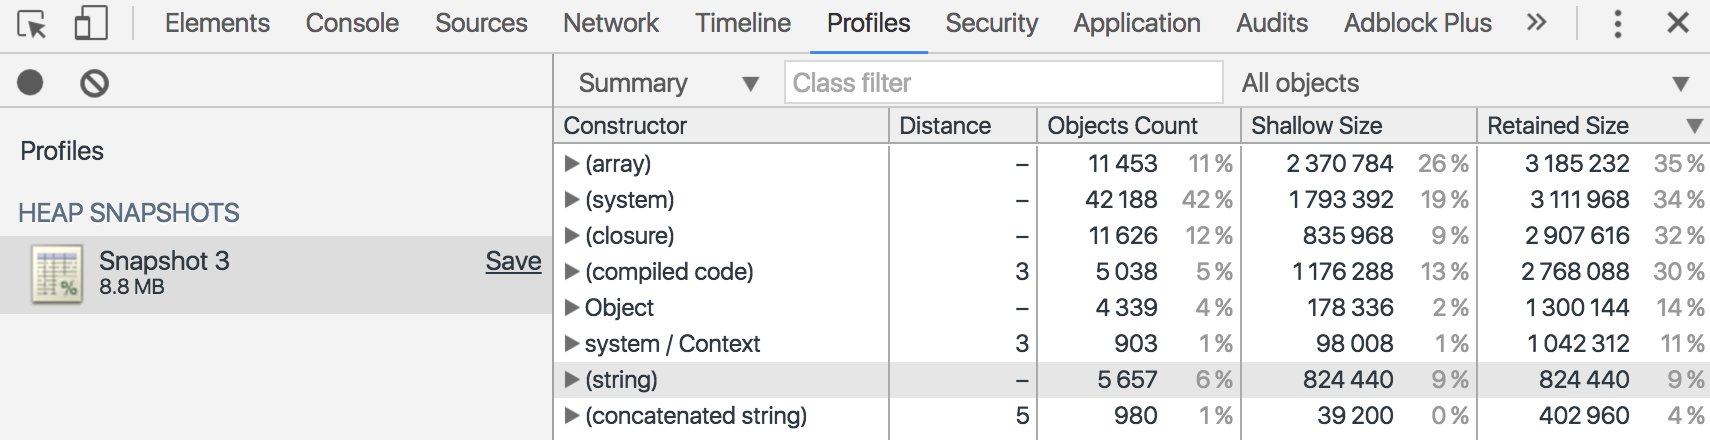 Elements Console Sources Network Timeline Profiles Security Application Audits Adblock Plus »
Summary ▼ Class filter All objects ▼
Profiles
HEAP SNAPSHOTS
Snapshot 3 Save
8.8 MB
Constructor Distance Objects Count Shallow Size Retained Size ▼
▶(array) – 11 453 11 % 2 370 784 26 % 3 185 232 35 %
▶(system) – 42 188 42 % 1 793 392 19 % 3 111 968 34 %
▶(closure) – 11 626 12 % 835 968 9 % 2 907 616 32 %
▶(compiled code) 3 5 038 5 % 1 176 288 13 % 2 768 088 30 %
▶Object – 4 339 4 % 178 336 2 % 1 300 144 14 %
▶system / Context 3 903 1 % 98 008 1 % 1 042 312 11 %
▶(string) – 5 657 6 % 824 440 9 % 824 440 9 %
▶(concatenated string) 5 980 1 % 39 200 0 % 402 960 4 %